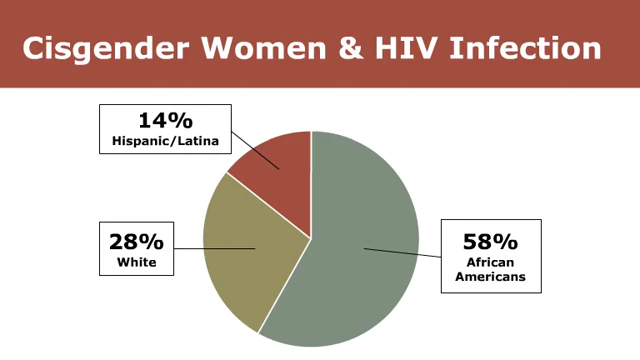 Cisgender Women & HIV Infection
14%
Hispanic/Latina
28%
White
58%
African
Americans